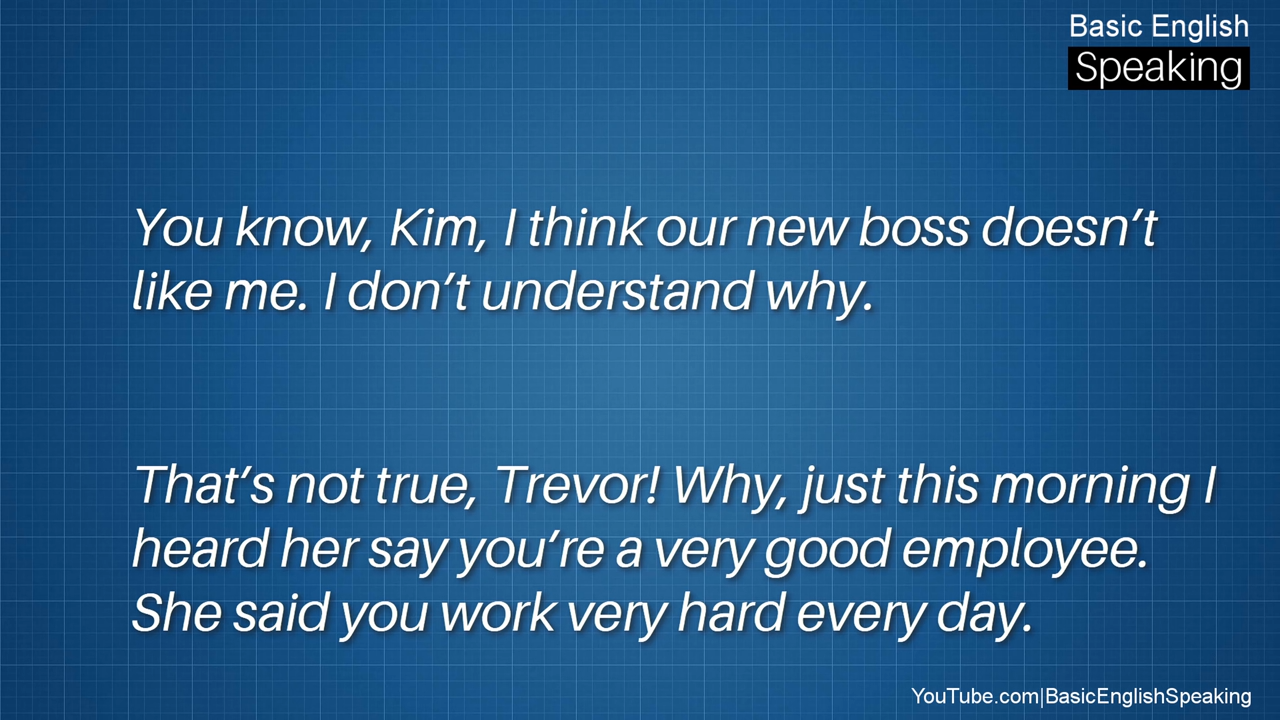 Basic English
Speaking
You know, Kim, I think our new boss doesn’t
like me. I don’t understand why.
That’s not true, Trevor! Why, just this morning I
heard her say you’re a very good employee.
She said you work very hard every day.
YouTube.com|BasicEnglishSpeaking